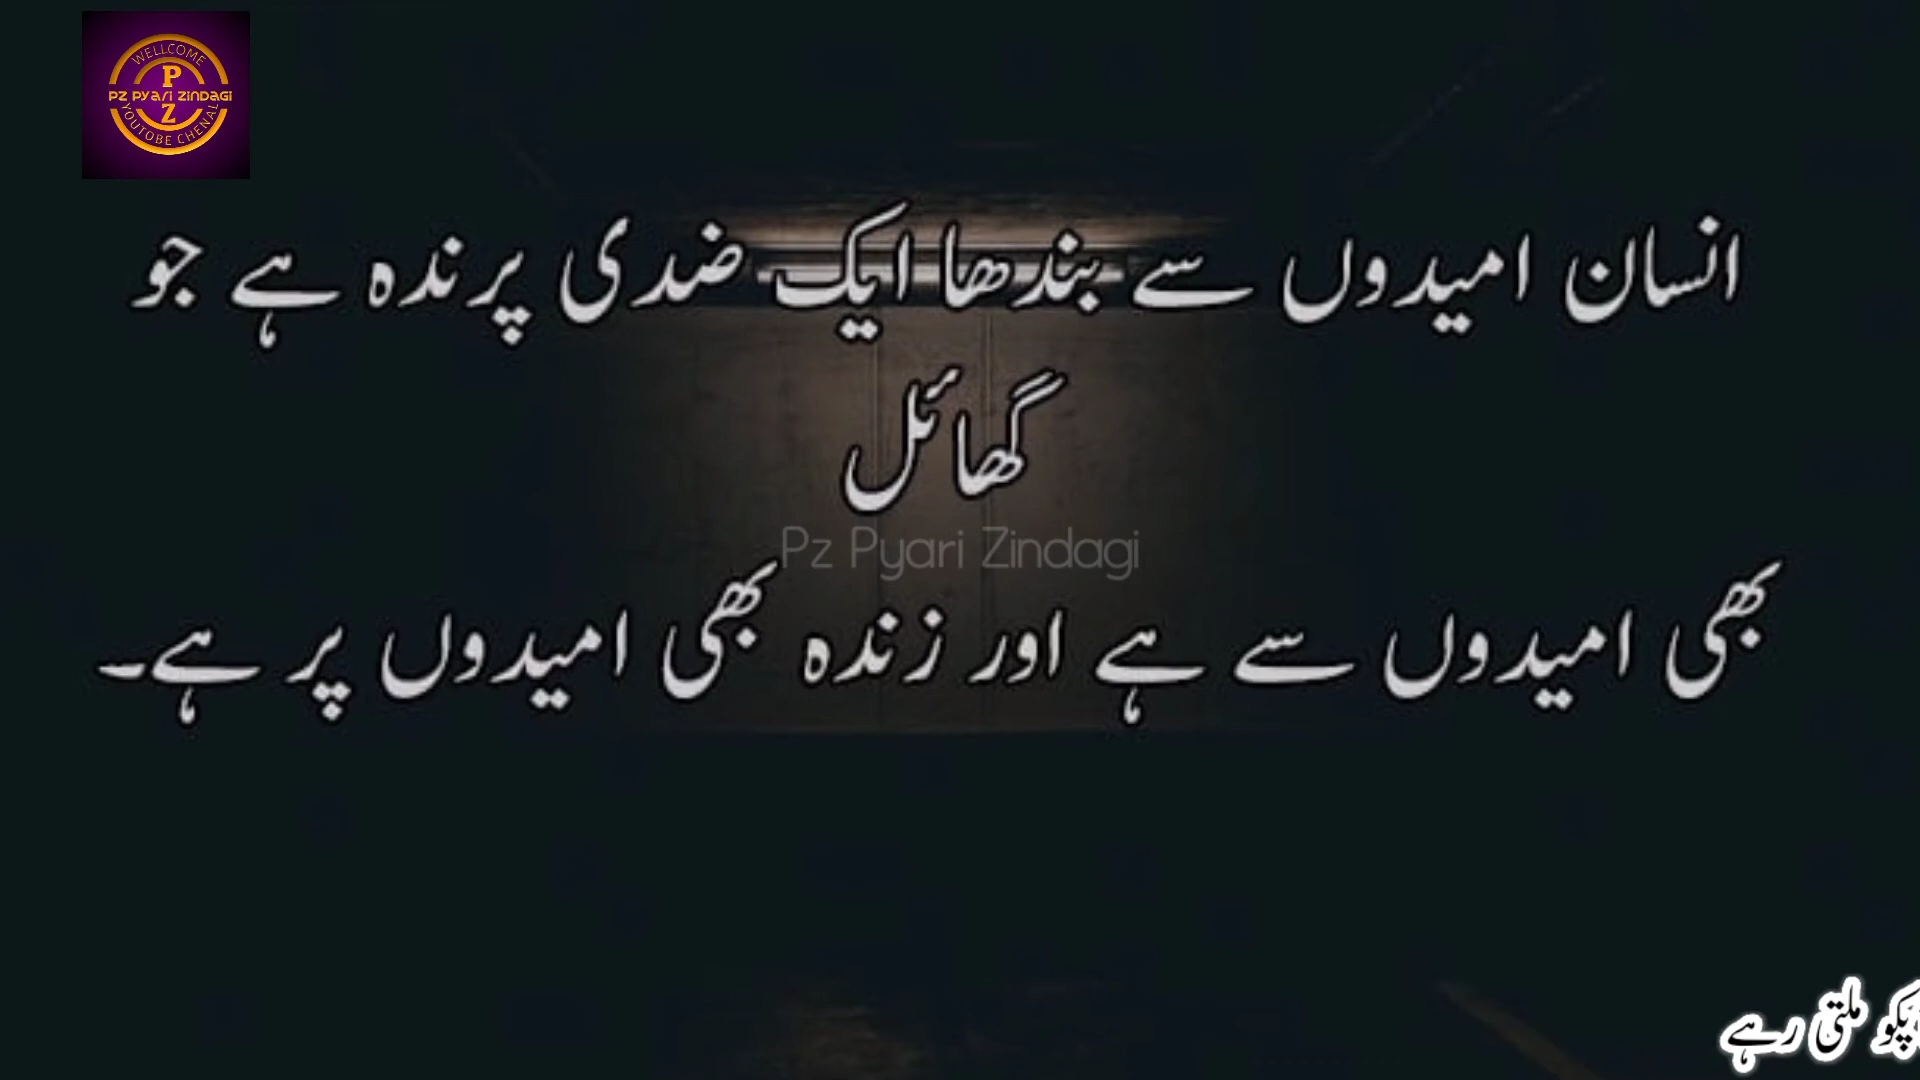 WELLCOME
P
PZ PYARI ZINDAGI
Z
YOUTOBE CHENAL
انسان امیدوں سے بندھا ایک ضدی پرندہ ہے جو
گھائل
Pz Pyari Zindagi
بھی امیدوں سے ہے اور زندہ بھی امیدوں پر ہے۔
ملتی رہے